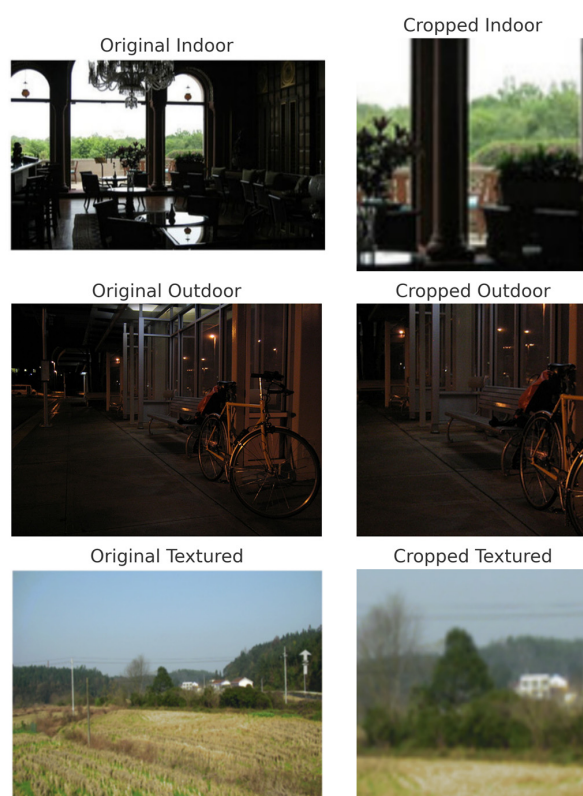 Original Indoor
Cropped Indoor
Original Outdoor
Cropped Outdoor
Original Textured
Cropped Textured